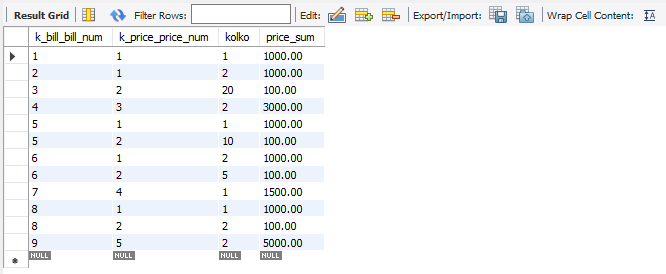 Result Grid Filter Rows: Edit: Export/Import: Wrap Cell Content: IA
k_bill_bill_num k_price_price_num kolko price_sum
1 1 1 1000.00
2 1 2 1000.00
3 2 20 100.00
4 3 2 3000.00
5 1 1 1000.00
5 2 10 100.00
6 1 2 1000.00
6 2 5 100.00
7 4 1 1500.00
8 1 1 1000.00
8 2 2 100.00
9 5 2 5000.00
NULL NULL NULL NULL